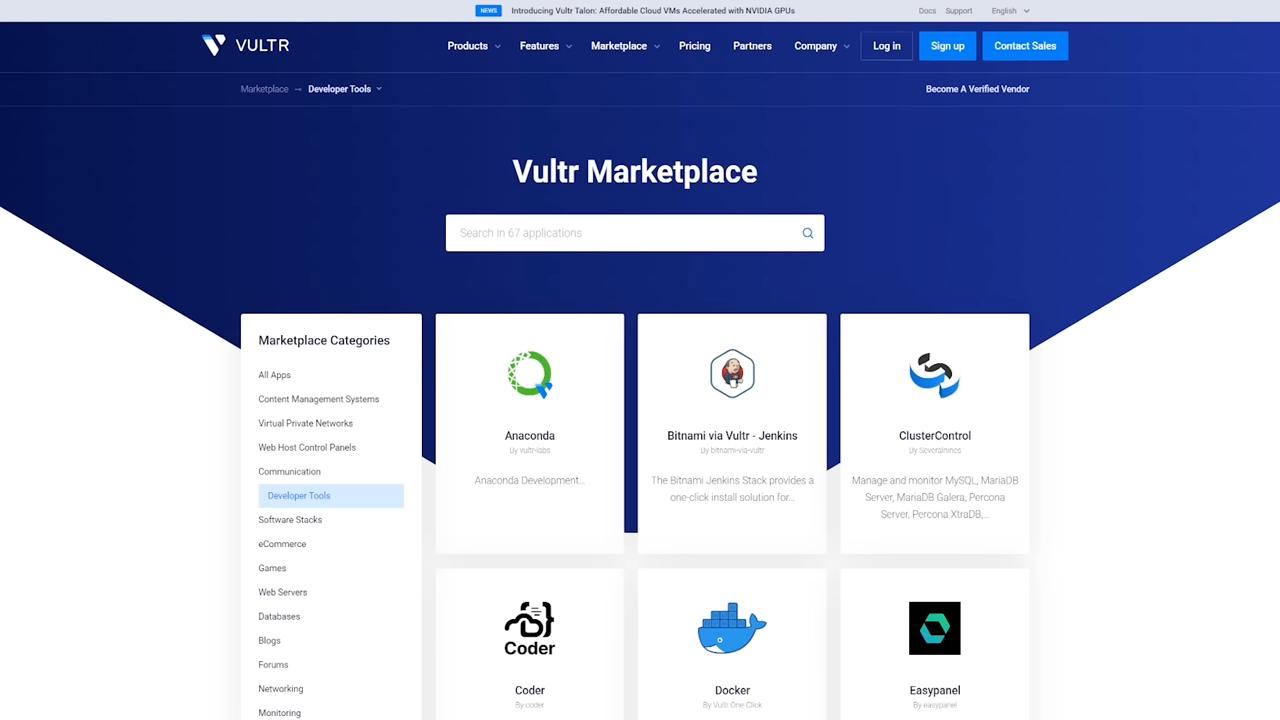 NEWS Introducing Vultr Talon: Affordable Cloud VMs Accelerated with NVIDIA GPUs Docs Support English
VULTR Products Features Marketplace Pricing Partners Company Log in Sign up Contact Sales
Marketplace → Developer Tools Become A Verified Vendor
Vultr Marketplace
Search in 67 applications
Marketplace Categories
All Apps
Content Management Systems
Virtual Private Networks
Web Host Control Panels
Communication
Developer Tools
Software Stacks
eCommerce
Games
Web Servers
Databases
Blogs
Forums
Networking
Monitoring
Anaconda
By vultr-labs
Anaconda Development...
Bitnami via Vultr - Jenkins
By bitnami-via-vultr
The Bitnami Jenkins Stack provides a
one-click install solution for...
ClusterControl
By Severalnines
Manage and monitor MySQL, MariaDB
Server, MariaDB Galera, Percona
Server, Percona XtraDB,...
Coder
Coder
By coder
Docker
By Vultr One Click
Easypanel
By easypanel